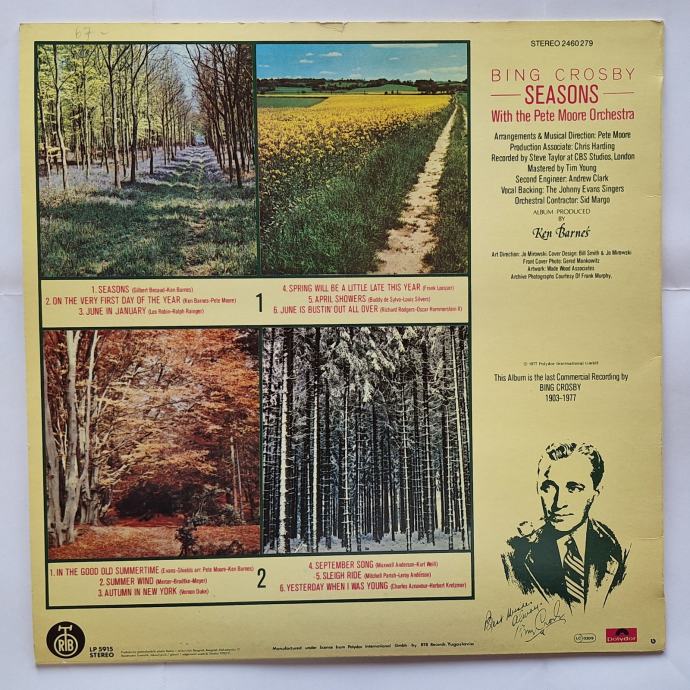 67.-
STEREO 2460 279
BING CROSBY
SEASONS
With the Pete Moore Orchestra
Arrangements & Musical Direction: Pete Moore
Production Associate: Chris Harding
Recorded by Steve Taylor at CBS Studios, London
Mastered by Tim Young
Second Engineer: Andrew Clark
Vocal Backing: The Johnny Evans Singers
Orchestral Contractor: Sid Margo
ALBUM PRODUCED
BY
Ken Barnes
Art Direction: Jo Mirowski Cover Design: Bill Smith & Jo Mirowski
Front Cover Photo: Gered Mankowitz
Artwork: Wade Wood Associates
Archive Photographs Courtesy Of Frank Murphy.
1. SEASONS (Gilbert Becaud-Ken Barnes)
2. ON THE VERY FIRST DAY OF THE YEAR (Ken Barnes-Pete Moore)
3. JUNE IN JANUARY (Leo Robin-Ralph Rainger)
1
4. SPRING WILL BE A LITTLE LATE THIS YEAR (Frank Loesser)
5. APRIL SHOWERS (Buddy de Sylva-Louis Silvers)
6. JUNE IS BUSTIN' OUT ALL OVER (Richard Rodgers-Oscar Hammerstein II)
© 1977 Polydor International GmbH
This Album is the last Commercial Recording by
BING CROSBY
1903-1977
1. IN THE GOOD OLD SUMMERTIME (Evans-Shields arr. Pete Moore-Ken Barnes)
2. SUMMER WIND (Mercer-Bradtke-Mayer)
3. AUTUMN IN NEW YORK (Vernon Duke)
2
4. SEPTEMBER SONG (Maxwell Anderson-Kurt Weill)
5. SLEIGH RIDE (Mitchell Parish-Leroy Anderson)
6. YESTERDAY WHEN I WAS YOUNG (Charles Aznavour-Herbert Kretzmer)
Best Wishes
Always
Bing Crosby
RTB
LP 5915
STEREO
Manufactured under license from Polydor International Gmbh by RTB Records, Yugoslavia
LC 0309
Polydor